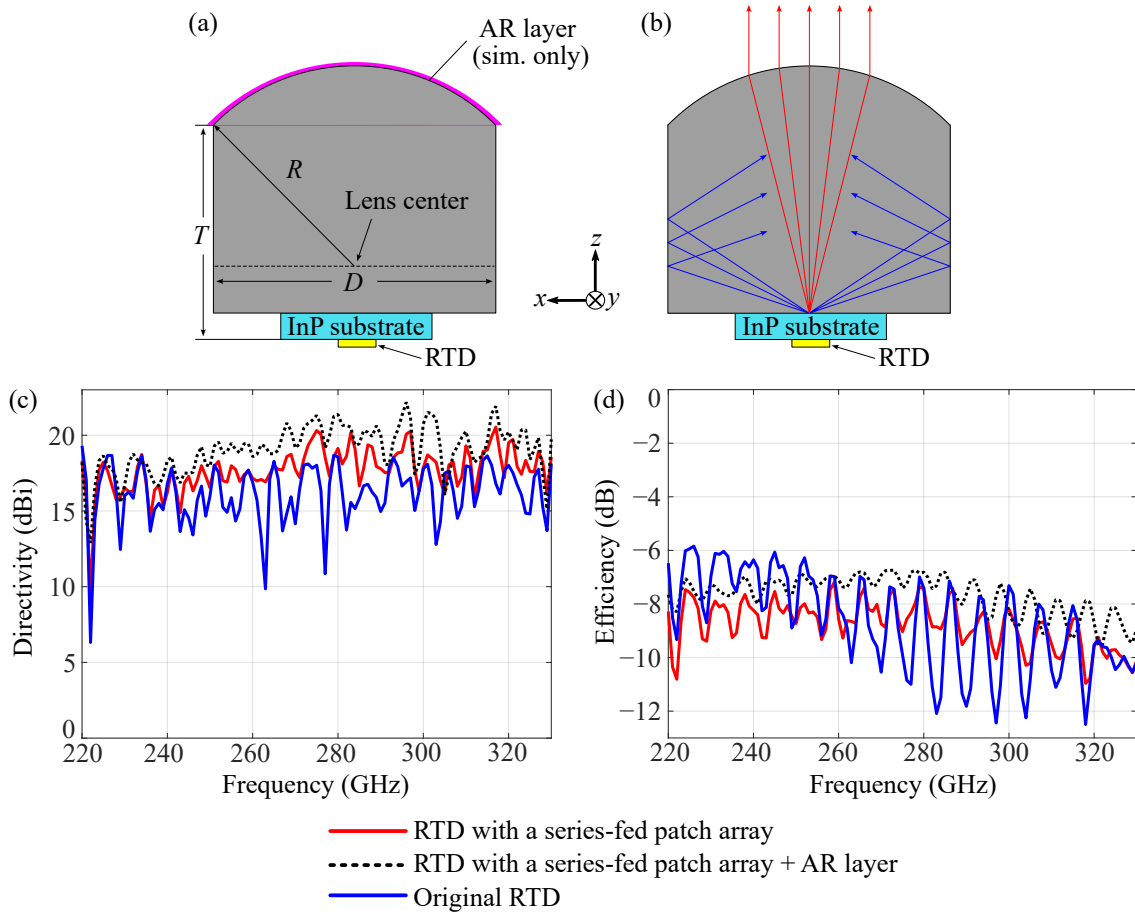 (a)
AR layer
(sim. only)
R
Lens center
T
D
InP substrate
RTD
z
x
y
(b)
InP substrate
RTD
(c)
Directivity (dBi)
20
15
10
5
0
220
240
260
280
300
320
Frequency (GHz)
(d)
Efficiency (dB)
0
−2
−4
−6
−8
−10
−12
220
240
260
280
300
320
Frequency (GHz)
RTD with a series-fed patch array
RTD with a series-fed patch array + AR layer
Original RTD